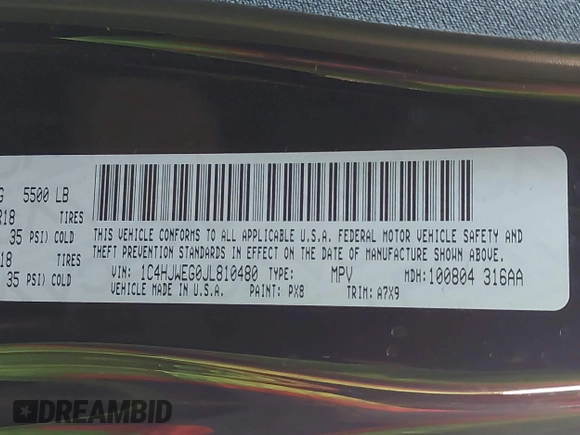 G 5500 LB
R18 TIRES
35 PSI) COLD
18 TIRES
35 PSI) COLD
THIS VEHICLE CONFORMS TO ALL APPLICABLE U.S.A. FEDERAL MOTOR VEHICLE SAFETY AND
THEFT PREVENTION STANDARDS IN EFFECT ON THE DATE OF MANUFACTURE SHOWN ABOVE.
VIN: 1C4HJWEG0JL810480 TYPE: MPV MDH: 100804 316AA
VEHICLE MADE IN U.S.A. PAINT: PX8 TRIM: A7X9
DREAMBID